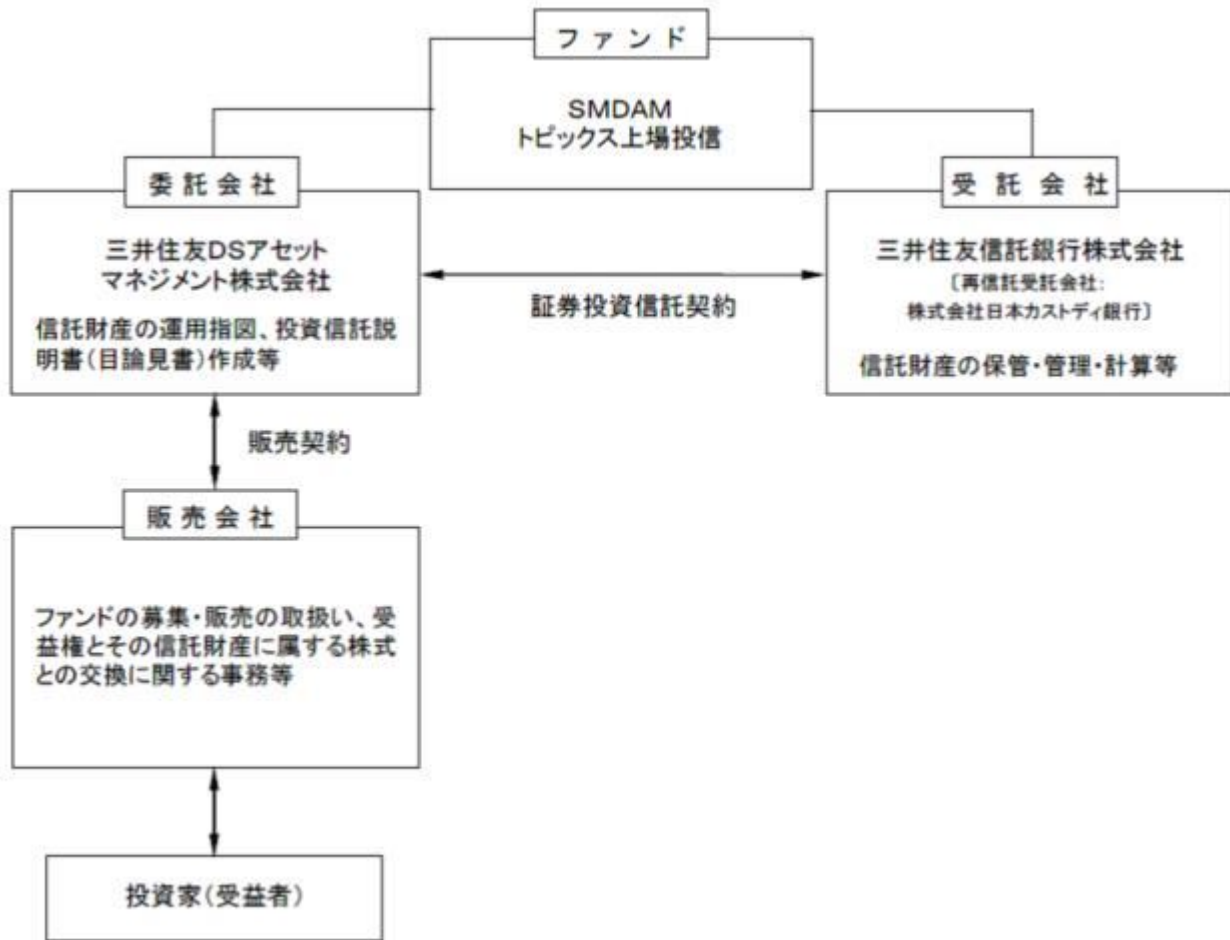 ファンド
SMDAM
トピックス上場投信
委託会社
三井住友DSアセット
マネジメント株式会社
信託財産の運用指図、投資信託説
明書(目論見書)作成等
証券投資信託契約
受託会社
三井住友信託銀行株式会社
〔再信託受託会社:
株式会社日本カストディ銀行〕
信託財産の保管・管理・計算等
販売契約
販売会社
ファンドの募集・販売の取扱い、受
益権とその信託財産に属する株式
との交換に関する事務等
投資家(受益者)